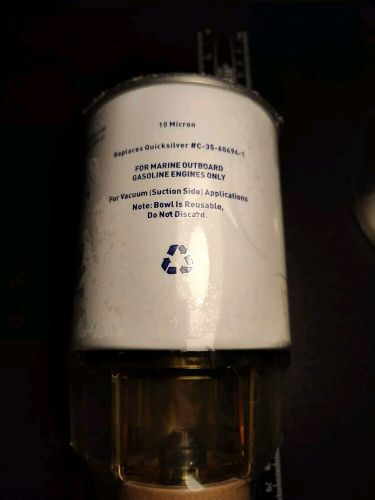 10 Micron
Replaces Quicksilver #C-35-60494-1
FOR MARINE OUTBOARD
GASOLINE ENGINES ONLY
For Vacuum (Suction Side) Applications
Note: Bowl Is Reusable,
Do Not Discard.